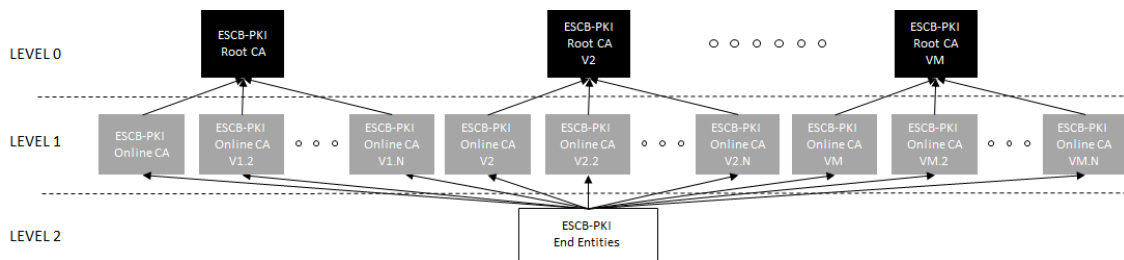 LEVEL 0
ESCB-PKI
Root CA
ESCB-PKI
Root CA
V2
ESCB-PKI
Root CA
VM
LEVEL 1
ESCB-PKI
Online CA
ESCB-PKI
Online CA
V1.2
ESCB-PKI
Online CA
V1.N
ESCB-PKI
Online CA
V2
ESCB-PKI
Online CA
V2.2
ESCB-PKI
Online CA
V2.N
ESCB-PKI
Online CA
VM
ESCB-PKI
Online CA
VM.2
ESCB-PKI
Online CA
VM.N
LEVEL 2
ESCB-PKI
End Entities